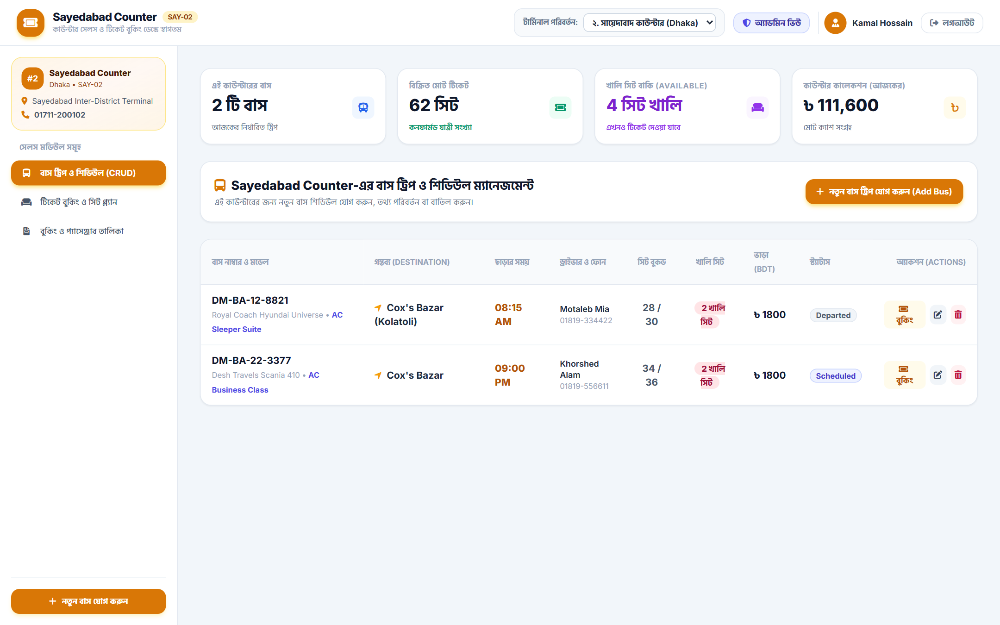 Sayedabad Counter SAY-02
কাউন্টার সেলস ও টিকেট বুকিং ডেস্কে স্বাগতম
টার্মিনাল পরিবর্তন: ২. সায়েদাবাদ কাউন্টার (Dhaka)
অ্যাডমিন ভিউ
Kamal Hossain
লগআউট
#2
Sayedabad Counter
Dhaka • SAY-02
Sayedabad Inter-District Terminal
01711-200102
সেলস মডিউল সমূহ
বাস ট্রিপ ও শিডিউল (CRUD)
টিকেট বুকিং ও সিট প্ল্যান
বুকিং ও প্যাসেঞ্জার তালিকা
নতুন বাস যোগ করুন
এই কাউন্টারের বাস
2 টি বাস
আজকের নির্ধারিত ট্রিপ
বিক্রিত মোট টিকেট
62 সিট
কনফার্মড যাত্রী সংখ্যা
খালি সিট বাকি (AVAILABLE)
4 সিট খালি
এখনও টিকেট দেওয়া যাবে
কাউন্টার কালেকশন (আজকের)
৳ 111,600
মোট ক্যাশ সংগ্রহ
৳
Sayedabad Counter-এর বাস ট্রিপ ও শিডিউল ম্যানেজমেন্ট
এই কাউন্টারের জন্য নতুন বাস শিডিউল যোগ করুন, তথ্য পরিবর্তন বা বাতিল করুন।
নতুন বাস ট্রিপ যোগ করুন (Add Bus)
বাস নাম্বার ও মডেল
গন্তব্য (DESTINATION)
ছাড়ার সময়
ড্রাইভার ও ফোন
সিট বুকড
খালি সিট
ভাড়া
(BDT)
স্ট্যাটাস
অ্যাকশন (ACTIONS)
DM-BA-12-8821
Royal Coach Hyundai Universe • AC
Sleeper Suite
Cox's Bazar
(Kolatoli)
08:15
AM
Motaleb Mia
01819-334422
28 /
30
2 খালি
সিট
৳ 1800
Departed
বুকিং
DM-BA-22-3377
Desh Travels Scania 410 • AC
Business Class
Cox's Bazar
09:00
PM
Khorshed
Alam
01819-556611
34 /
36
2 খালি
সিট
৳ 1800
Scheduled
বুকিং